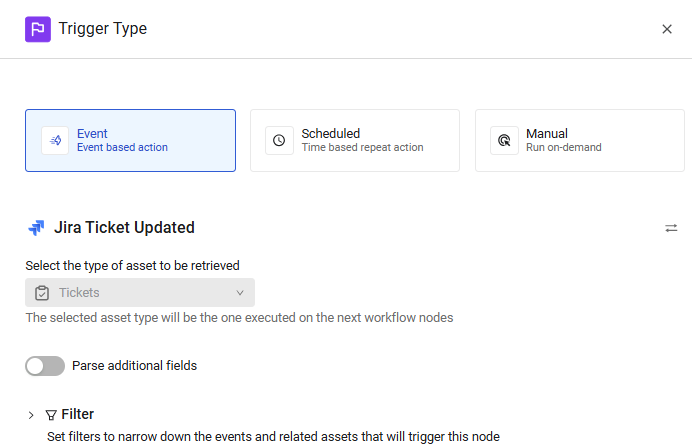 Trigger Type
Event
Event based action
Scheduled
Time based repeat action
Manual
Run on-demand
Jira Ticket Updated
Select the type of asset to be retrieved
Tickets
The selected asset type will be the one executed on the next workflow nodes
Parse additional fields
Filter
Set filters to narrow down the events and related assets that will trigger this node